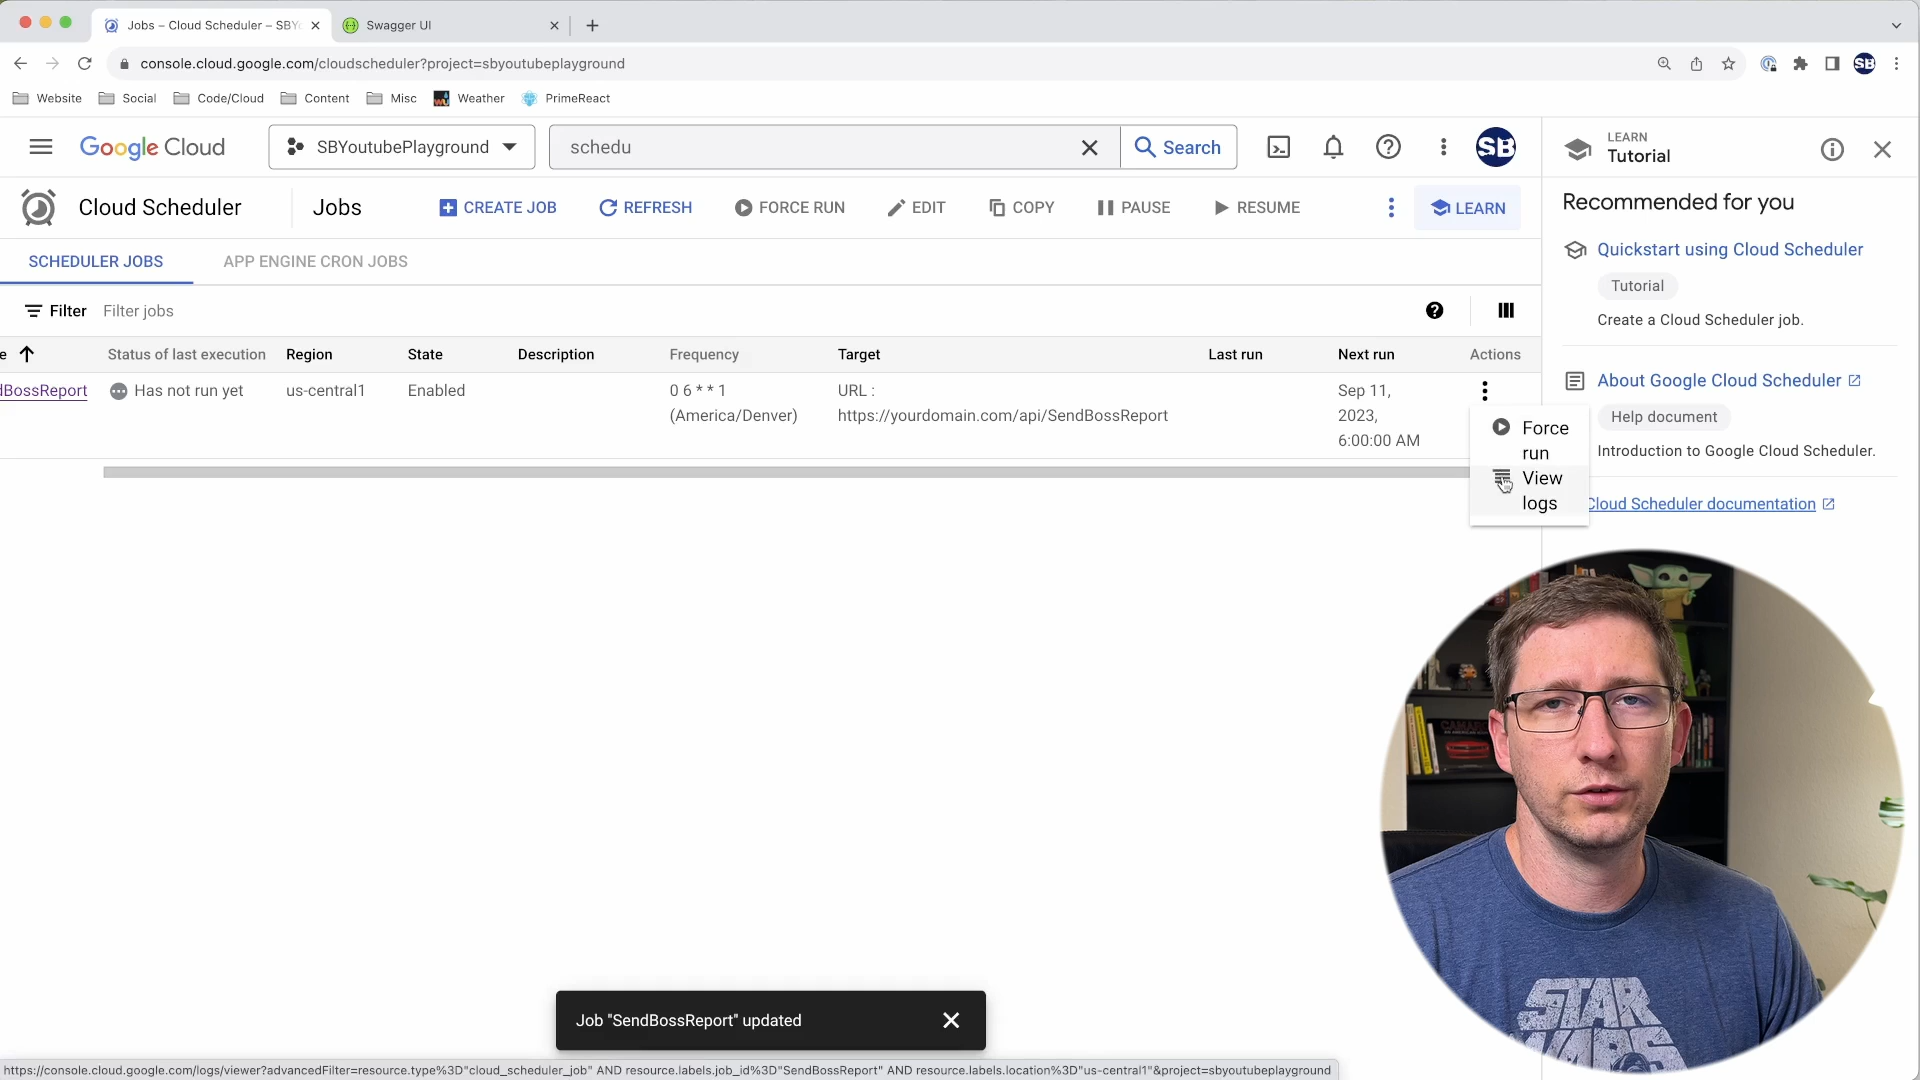 Jobs – Cloud Scheduler – SBY
Swagger UI
console.cloud.google.com/cloudscheduler?project=sbyoutubeplayground
SB
Website
Social
Code/Cloud
Content
Misc
Weather
PrimeReact
Google Cloud
SBYoutubePlayground
schedu
Search
SB
LEARN
Tutorial
Cloud Scheduler
Jobs
CREATE JOB
REFRESH
FORCE RUN
EDIT
COPY
PAUSE
RESUME
LEARN
Recommended for you
SCHEDULER JOBS
APP ENGINE CRON JOBS
Quickstart using Cloud Scheduler
Tutorial
Create a Cloud Scheduler job.
Filter
Filter jobs
e
Status of last execution
Region
State
Description
Frequency
Target
Last run
Next run
Actions
dBossReport
Has not run yet
us-central1
Enabled
0 6 * * 1
(America/Denver)
URL :
https://yourdomain.com/api/SendBossReport
Sep 11,
2023,
6:00:00 AM
Force
run
View
logs
About Google Cloud Scheduler
Help document
Introduction to Google Cloud Scheduler.
Cloud Scheduler documentation
CAMARO
STAR
WARS
Job "SendBossReport" updated
https://console.cloud.google.com/logs/viewer?advancedFilter=resource.type%3D"cloud_scheduler_job" AND resource.labels.job_id%3D"SendBossReport" AND resource.labels.location%3D"us-central1"&project=sbyoutubeplayground